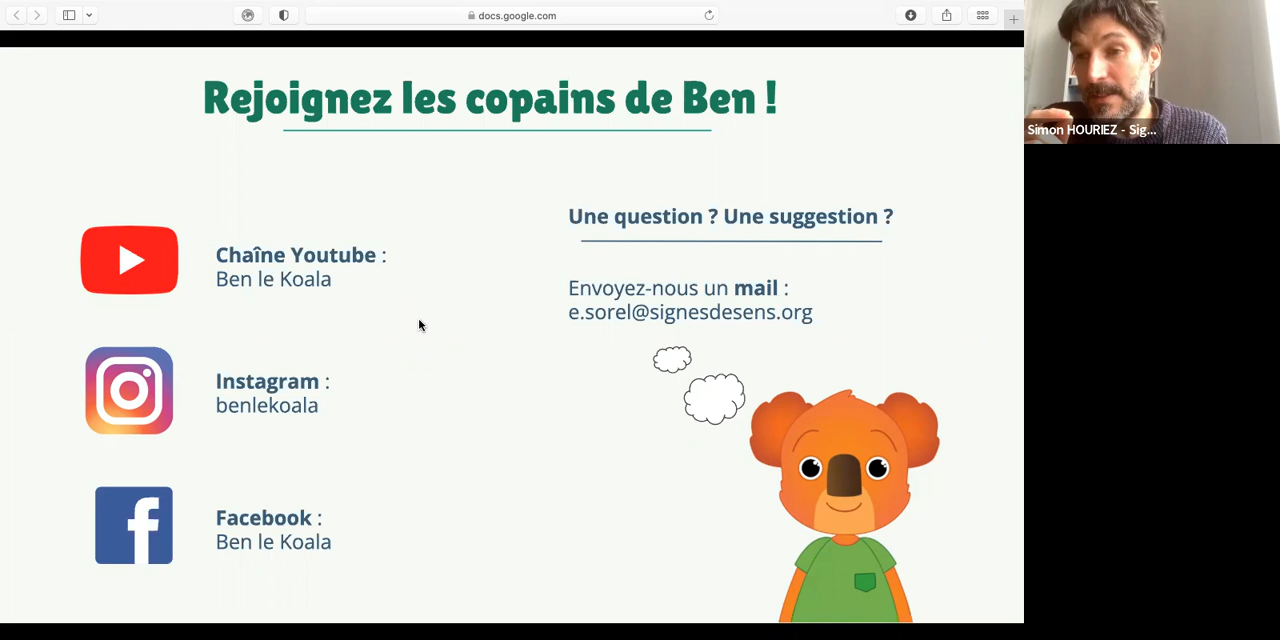 docs.google.com
Rejoignez les copains de Ben !
Chaîne Youtube :
Ben le Koala
Instagram :
benlekoala
Facebook :
Ben le Koala
Une question ? Une suggestion ?
Envoyez-nous un mail :
e.sorel@signesdesens.org
Simon HOURIEZ - Sig...